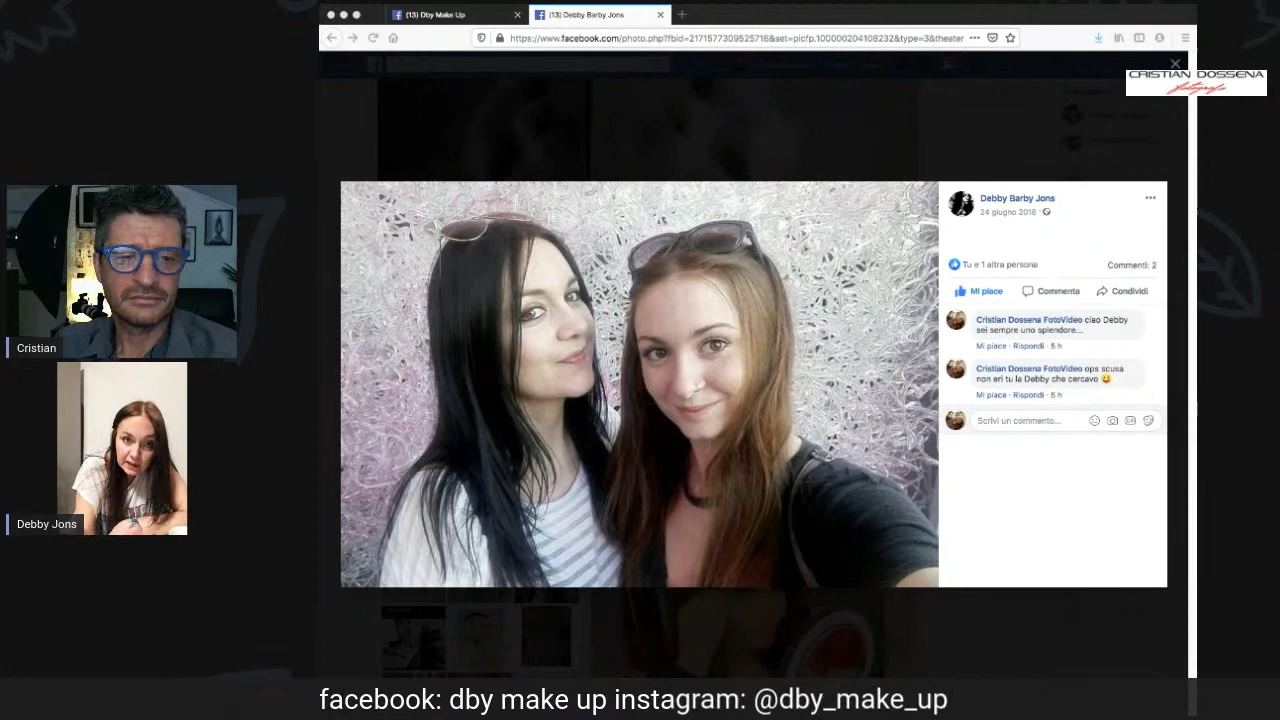 (13) Dby Make Up
(13) Debby Barby Jons
https://www.facebook.com/photo.php?fbid=2171577309525716&set=picfp.100000204108232&type=3&theater
CRISTIAN DOSSENA
fotografo
Debby Barby Jons
24 giugno 2016
Tu e 1 altra persona
Commenti: 2
Mi piace
Commenta
Condividi
Cristian Dossena FotoVideo ciao Debby
sei sempre uno splendore...
Mi piace · Rispondi · 5 h
Cristian Dossena FotoVideo ops scusa
non eri tu la Debby che cercavo 😀
Mi piace · Rispondi · 5 h
Scrivi un commento...
Cristian
Debby Jons
facebook: dby make up instagram: @dby_make_up